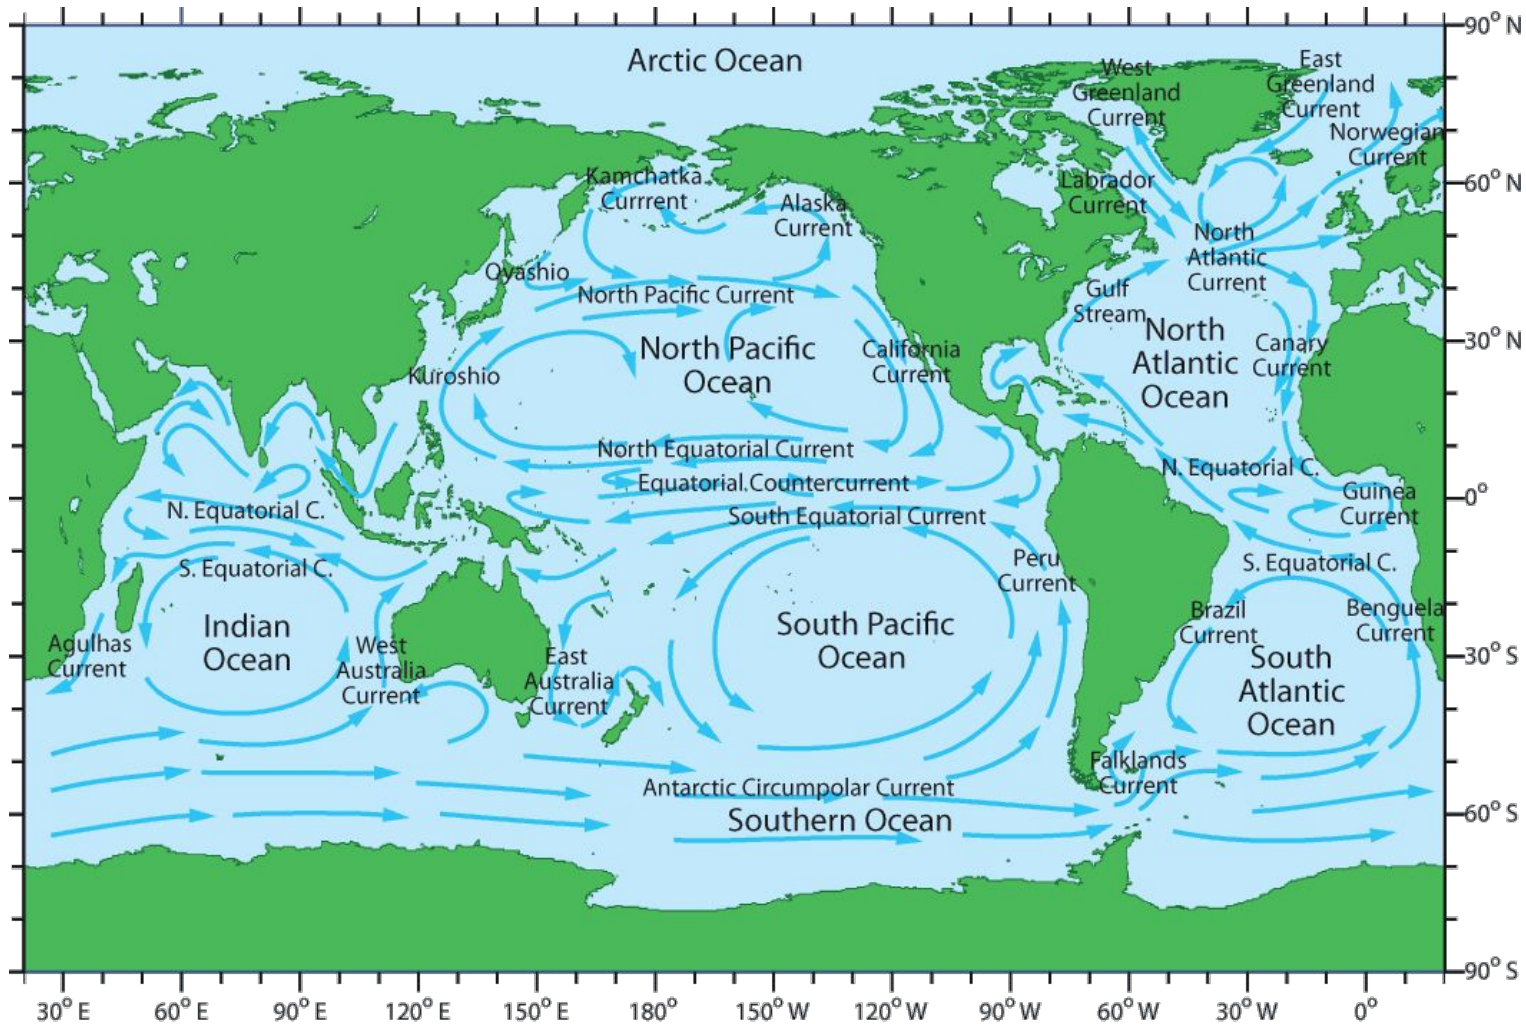 Arctic Ocean
West
Greenland
Current
East
Greenland
Current
Norwegian
Current
Kamchatka
Currrent
Alaska
Current
Labrador
Current
North
Atlantic
Current
Oyashio
North Pacific Current
Gulf
Stream
North Pacific
Ocean
California
Current
North
Atlantic
Ocean
Canary
Current
Kuroshio
North Equatorial Current
Equatorial Countercurrent
South Equatorial Current
N. Equatorial C.
Guinea
Current
N. Equatorial C.
S. Equatorial C.
Peru
Current
S. Equatorial C.
Indian
Ocean
Agulhas
Current
West
Australia
Current
East
Australia
Current
South Pacific
Ocean
Brazil
Current
Benguela
Current
South
Atlantic
Ocean
Falklands
Current
Antarctic Circumpolar Current
Southern Ocean
90° N
60° N
30° N
0°
30° S
60° S
90° S
30° E
60° E
90° E
120° E
150° E
180°
150° W
120° W
90° W
60° W
30° W
0°